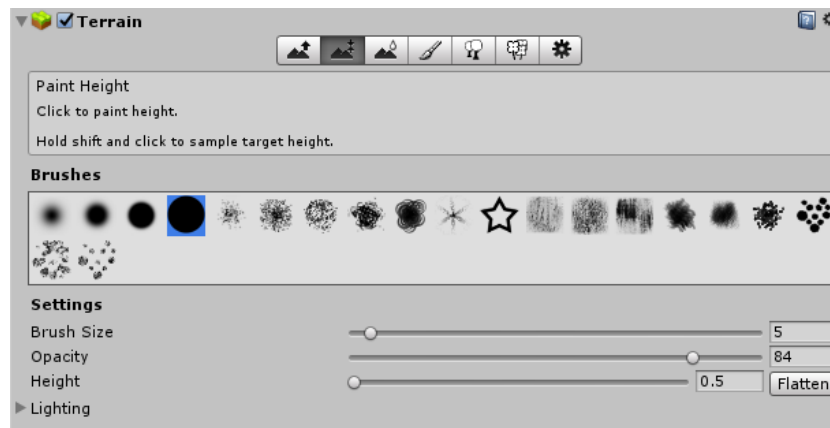 Terrain
Paint Height
Click to paint height.
Hold shift and click to sample target height.
Brushes
Settings
Brush Size 5
Opacity 84
Height 0.5 Flatten
Lighting